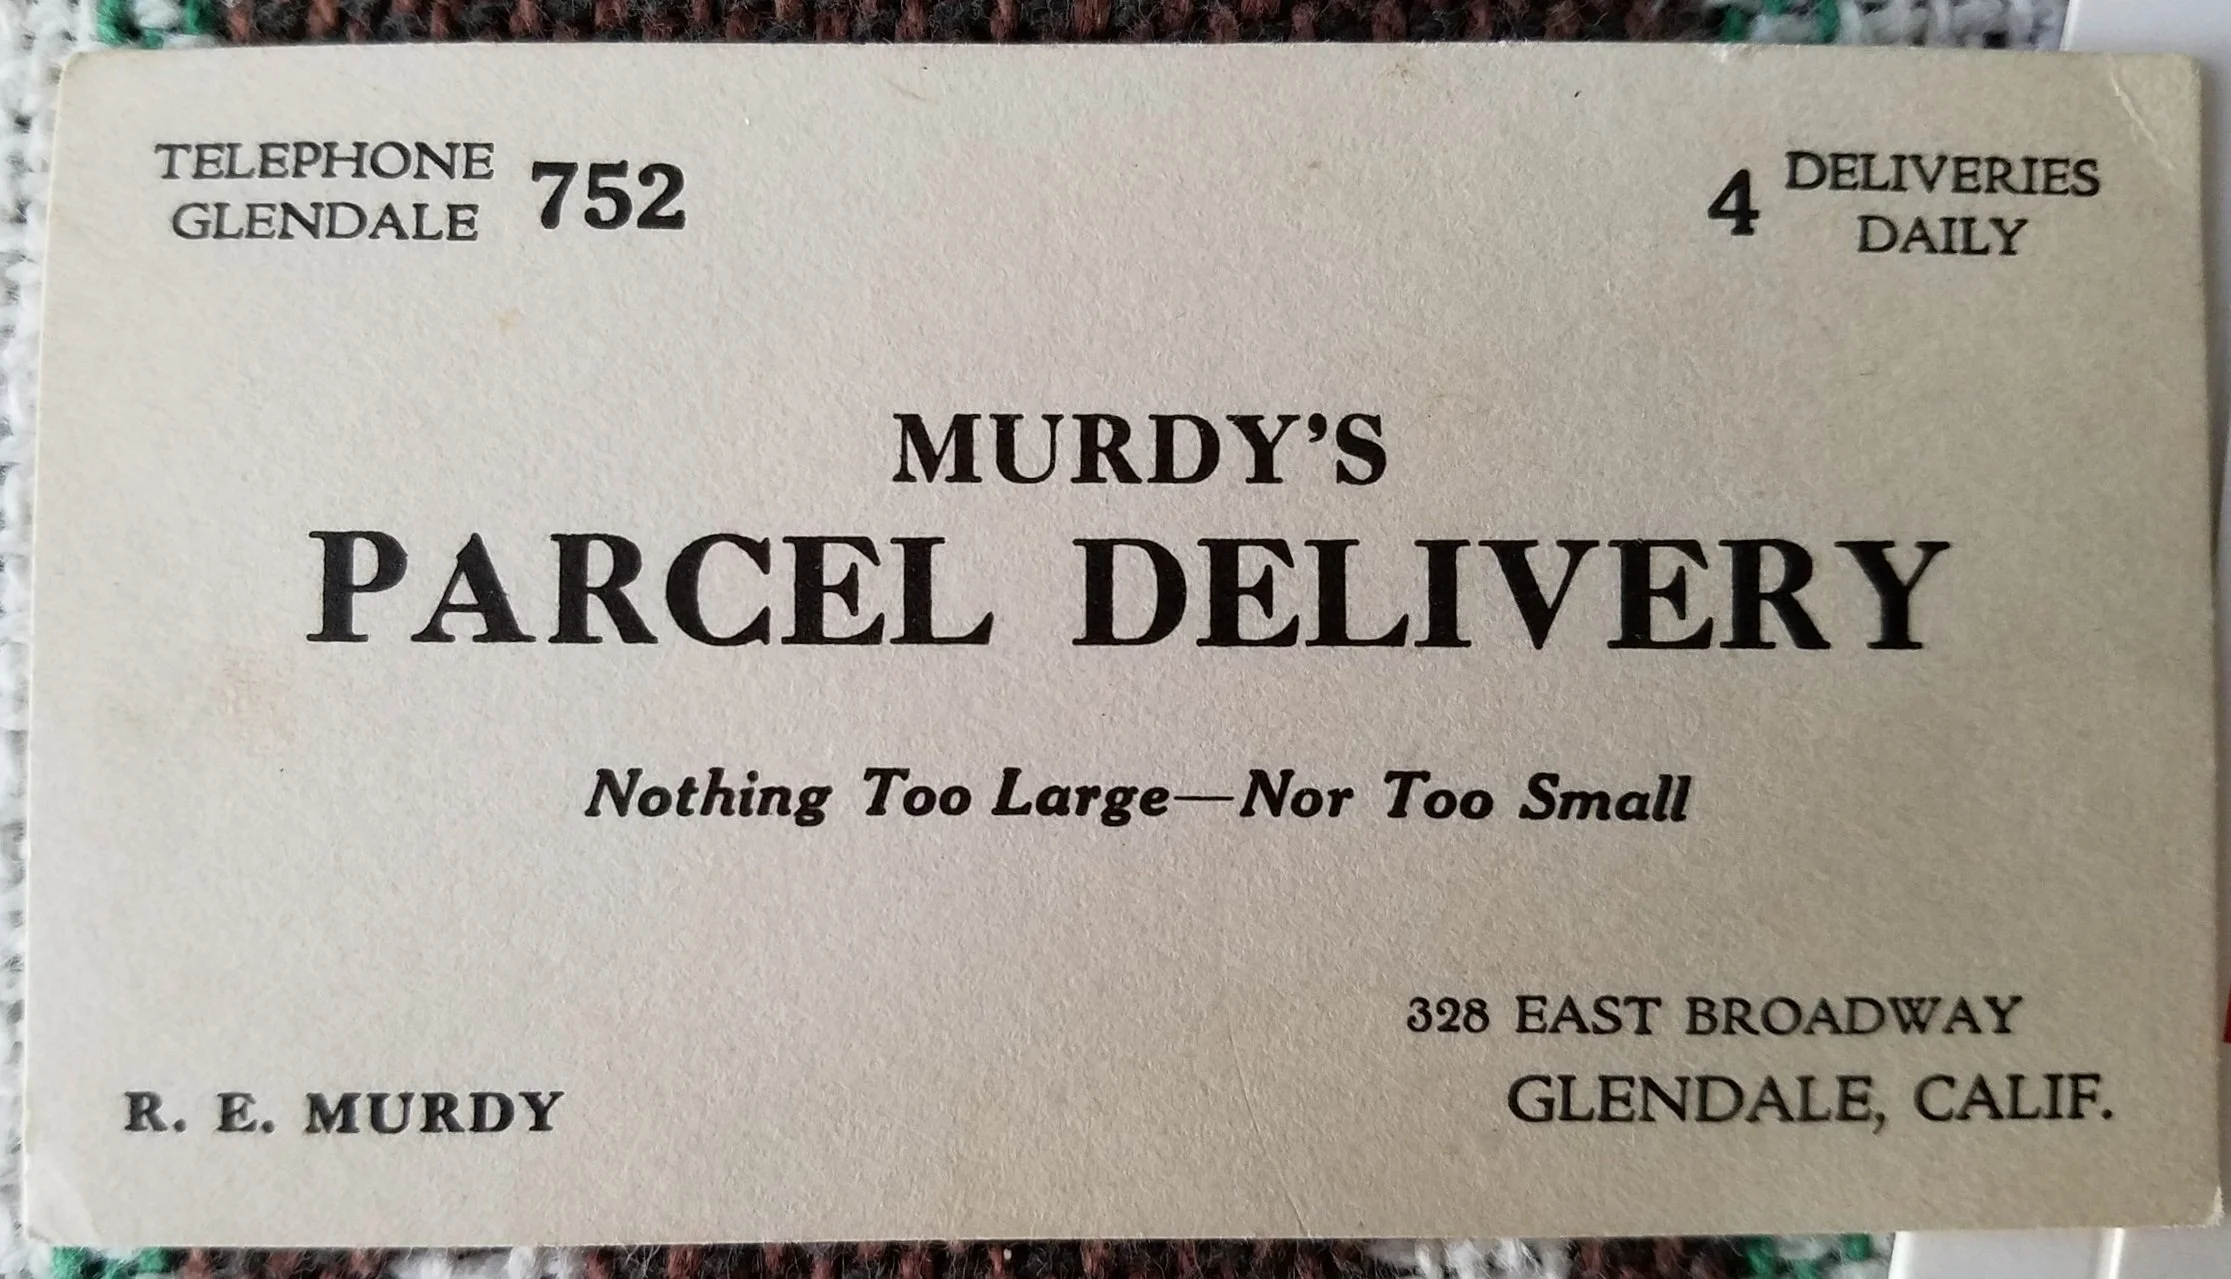 TELEPHONE
GLENDALE 752
4 DELIVERIES
DAILY
MURDY'S
PARCEL DELIVERY
Nothing Too Large—Nor Too Small
R. E. MURDY
328 EAST BROADWAY
GLENDALE, CALIF.